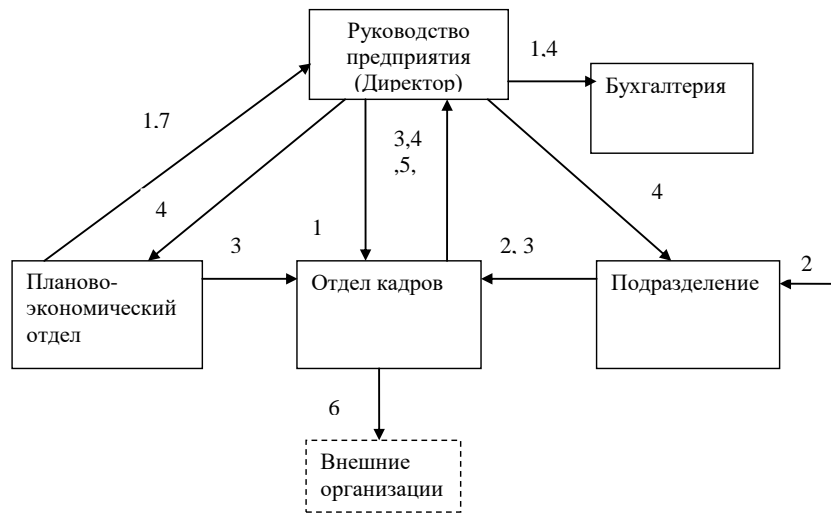 Руководство
предприятия
(Директор)
1,4
Бухгалтерия
1,7
3,4
,5,
4
4
3
1
2, 3
2
Планово-
экономический
отдел
Отдел кадров
Подразделение
6
Внешние
организации